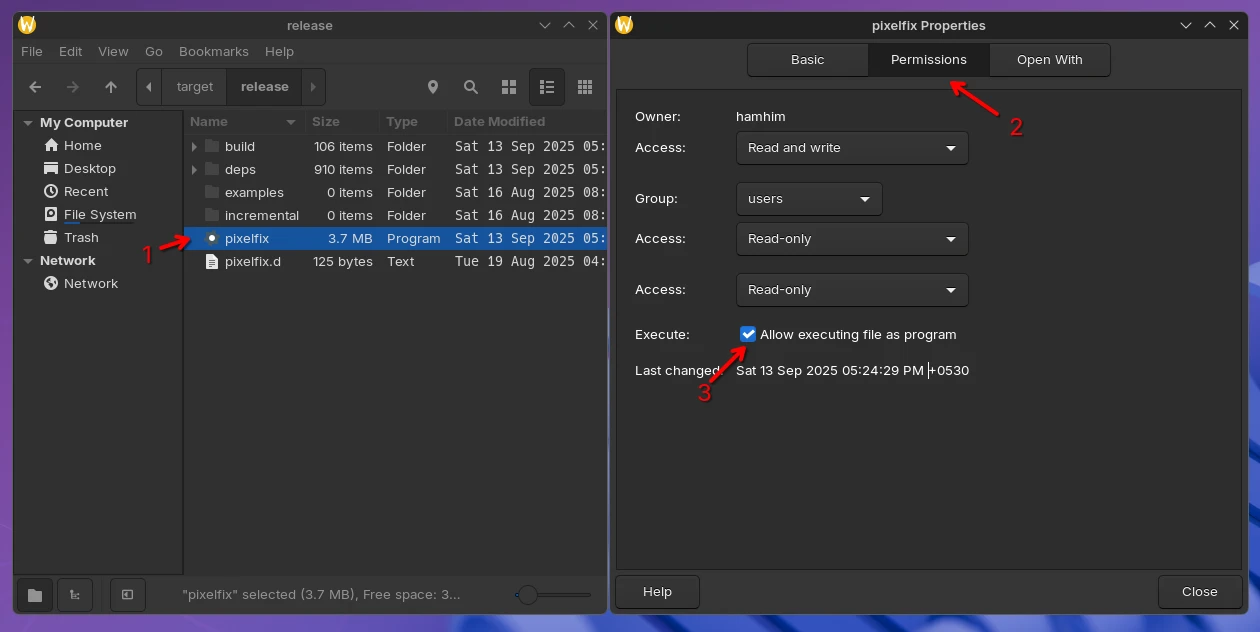 release
File Edit View Go Bookmarks Help
target release
My Computer
Home
Desktop
Recent
File System
Trash
Network
Network
Name Size Type Date Modified
build 106 items Folder Sat 13 Sep 2025 05:
deps 910 items Folder Sat 13 Sep 2025 05:
examples 0 items Folder Sat 16 Aug 2025 08:
incremental 0 items Folder Sat 16 Aug 2025 08:
pixelfix 3.7 MB Program Sat 13 Sep 2025 05:
pixelfix.d 125 bytes Text Tue 19 Aug 2025 04:
1
"pixelfix" selected (3.7 MB), Free space: 3...
pixelfix Properties
Basic Permissions Open With
2
Owner: hamhim
Access: Read and write
Group: users
Access: Read-only
Access: Read-only
Execute: Allow executing file as program
Last changed: Sat 13 Sep 2025 05:24:29 PM +0530
3
Help Close